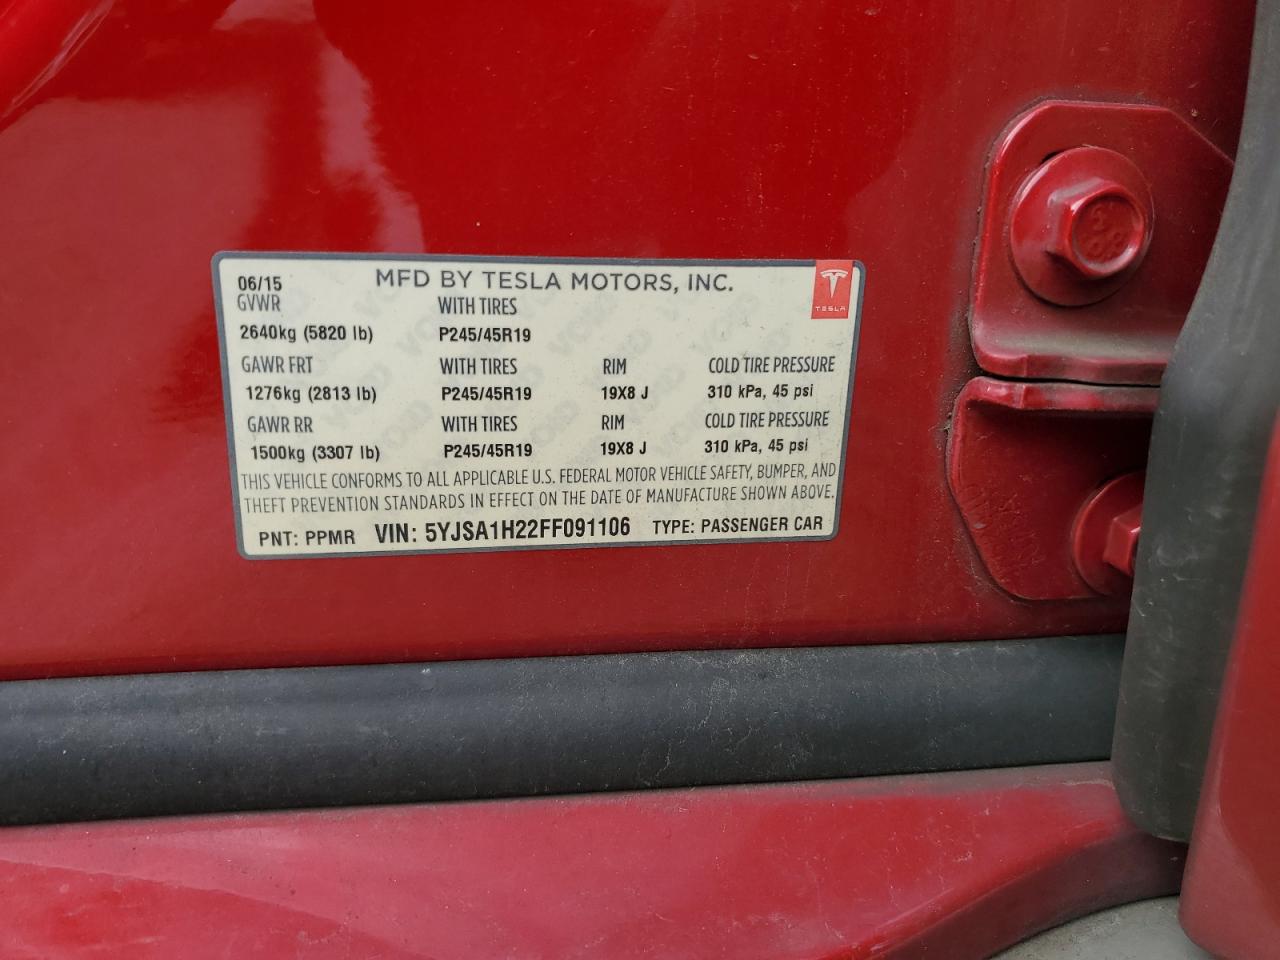 06/15 MFD BY TESLA MOTORS, INC.
TESLA
GVWR WITH TIRES
2640kg (5820 lb) P245/45R19
GAWR FRT WITH TIRES RIM COLD TIRE PRESSURE
1276kg (2813 lb) P245/45R19 19X8 J 310 kPa, 45 psi
GAWR RR WITH TIRES RIM COLD TIRE PRESSURE
1500kg (3307 lb) P245/45R19 19X8 J 310 kPa, 45 psi
THIS VEHICLE CONFORMS TO ALL APPLICABLE U.S. FEDERAL MOTOR VEHICLE SAFETY, BUMPER, AND
THEFT PREVENTION STANDARDS IN EFFECT ON THE DATE OF MANUFACTURE SHOWN ABOVE.
PNT: PPMR VIN: 5YJSA1H22FF091106 TYPE: PASSENGER CAR